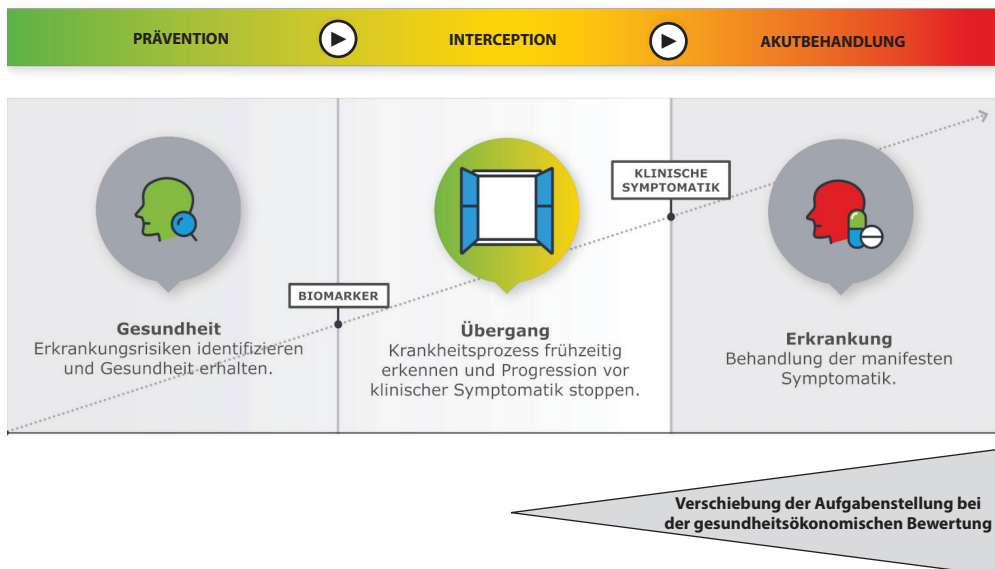 PRÄVENTION
INTERCEPTION
AKUTBEHANDLUNG
KLINISCHE
SYMPTOMATIK
BIOMARKER
Gesundheit
Erkrankungsrisiken identifizieren
und Gesundheit erhalten.
Übergang
Krankheitsprozess frühzeitig
erkennen und Progression vor
klinischer Symptomatik stoppen.
Erkrankung
Behandlung der manifesten
Symptomatik.
Verschiebung der Aufgabenstellung bei
der gesundheitsökonomischen Bewertung